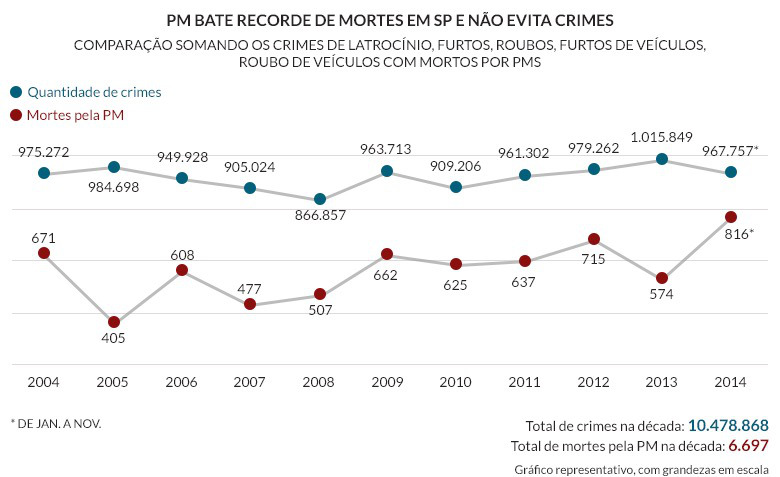 PM BATE RECORDE DE MORTES EM SP E NÃO EVITA CRIMES
COMPARAÇÃO SOMANDO OS CRIMES DE LATROCÍNIO, FURTOS, ROUBOS, FURTOS DE VEÍCULOS,
ROUBO DE VEÍCULOS COM MORTOS POR PMS
Quantidade de crimes
Mortes pela PM
975.272 984.698 949.928 905.024 866.857 963.713 909.206 961.302 979.262 1.015.849 967.757*
671 405 608 477 507 662 625 637 715 574 816*
2004 2005 2006 2007 2008 2009 2010 2011 2012 2013 2014
* DE JAN. A NOV.
Total de crimes na década: 10.478.868
Total de mortes pela PM na década: 6.697
Gráfico representativo, com grandezas em escala